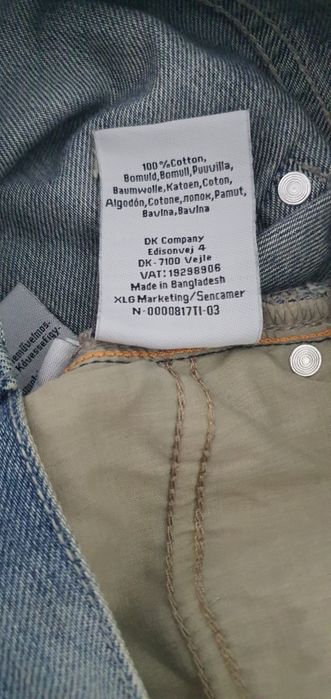 100%Cotton,
Bomuld,Bomull,Puuvilla,
Baumwolle,Katoen,Coton,
Algodón,Cotone,лопок,Pamut,
Bavlna,Bavlna
DK Company
Edisonvej 4
DK-7100 Vejle
VAT: 19298906
Made in Bangladesh
XLG Marketing/Sencamer
N-0000817TI-03